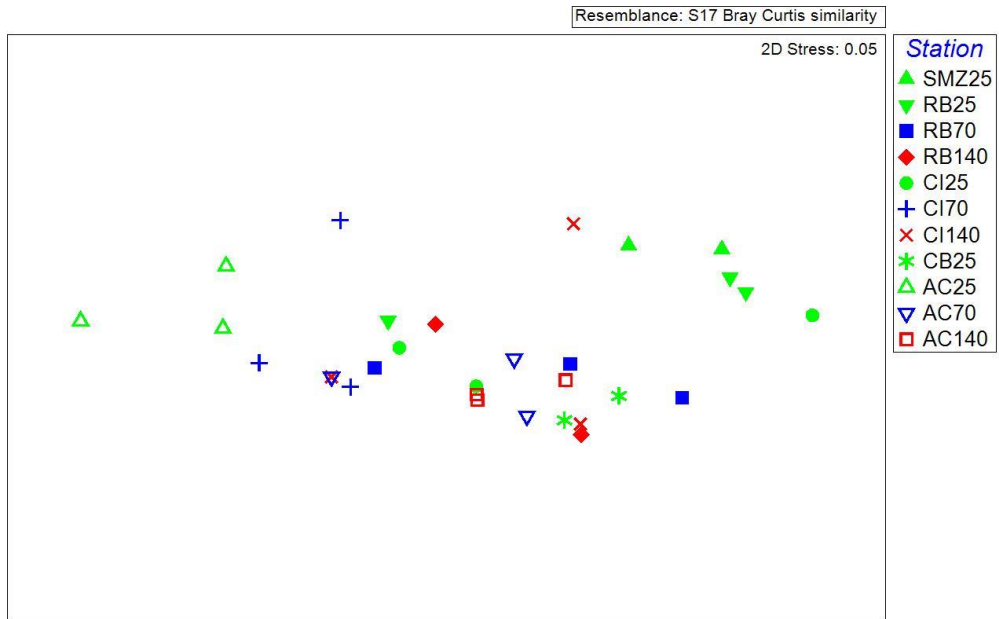 Resemblance: S17 Bray Curtis similarity
2D Stress: 0.05
Station
SMZ25
RB25
RB70
RB140
CI25
CI70
CI140
CB25
AC25
AC70
AC140